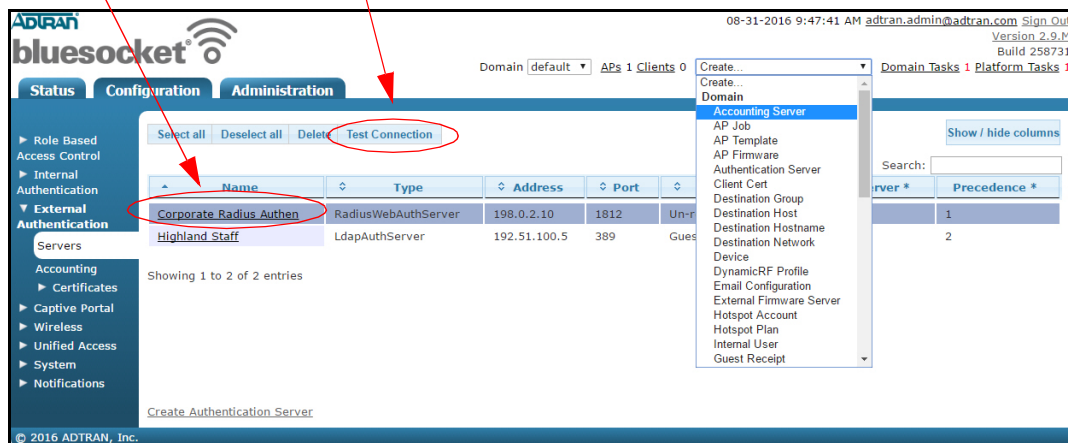 ADTRAN
bluesocket
08-31-2016 9:47:41 AM adtran.admin@adtran.com Sign Out
Version 2.9.M
Build 258731
Domain default APs 1 Clients 0 Create... Domain Tasks 1 Platform Tasks 1
Status Configuration Administration
Create...
Domain
Accounting Server
AP Job
AP Template
AP Firmware
Authentication Server
Client Cert
Destination Group
Destination Host
Destination Hostname
Destination Network
Device
DynamicRF Profile
Email Configuration
External Firmware Server
Hotspot Account
Hotspot Plan
Internal User
Guest Receipt
Role Based
Access Control
Internal
Authentication
External
Authentication
Servers
Accounting
Certificates
Captive Portal
Wireless
Unified Access
System
Notifications
Select all Deselect all Delete Test Connection Show / hide columns
Search:
Name Type Address Port erver * Precedence *
Corporate Radius Authen RadiusWebAuthServer 198.0.2.10 1812 Un-r 1
Highland Staff LdapAuthServer 192.51.100.5 389 Gues 2
Showing 1 to 2 of 2 entries
Create Authentication Server
© 2016 ADTRAN, Inc.